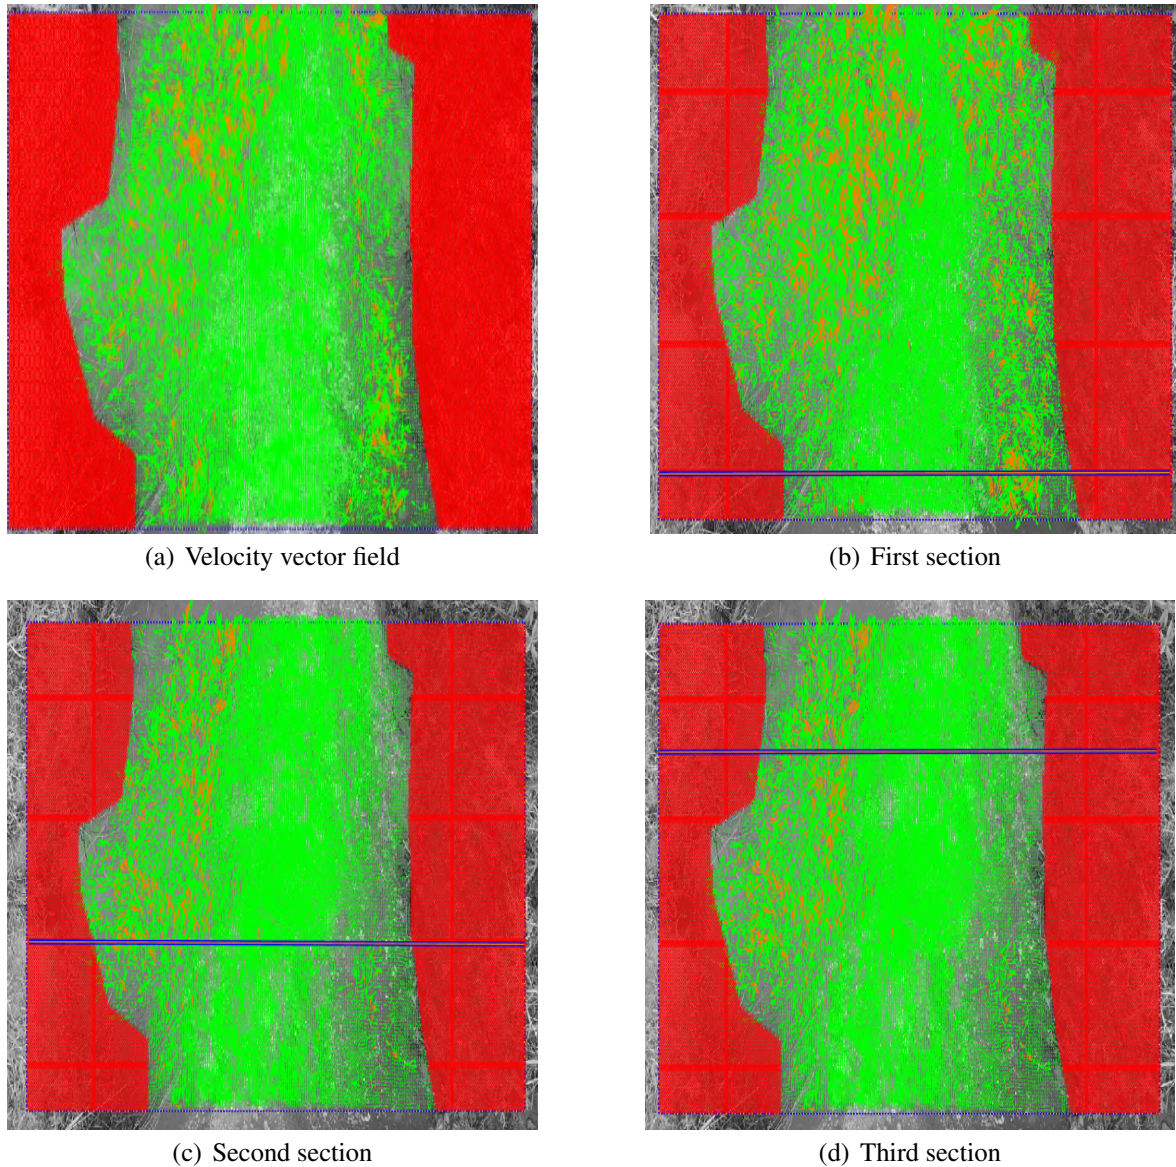 (a) Velocity vector field
(b) First section
(c) Second section
(d) Third section